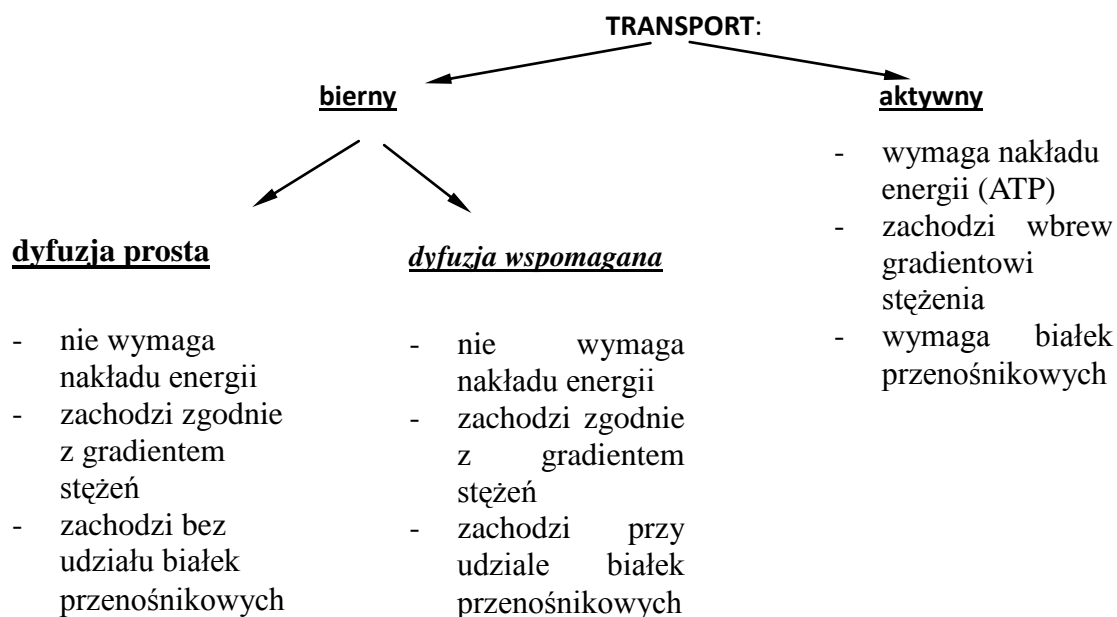 TRANSPORT:
bierny
aktywny
- wymaga nakładu
energii (ATP)
- zachodzi wbrew
gradientowi
stężenia
- wymaga białek
przenośnikowych
dyfuzja prosta
- nie wymaga
nakładu energii
- zachodzi zgodnie
z gradientem
stężeń
- zachodzi bez
udziału białek
przenośnikowych
dyfuzja wspomagana
- nie wymaga
nakładu energii
- zachodzi zgodnie
z gradientem
stężeń
- zachodzi przy
udziale białek
przenośnikowych